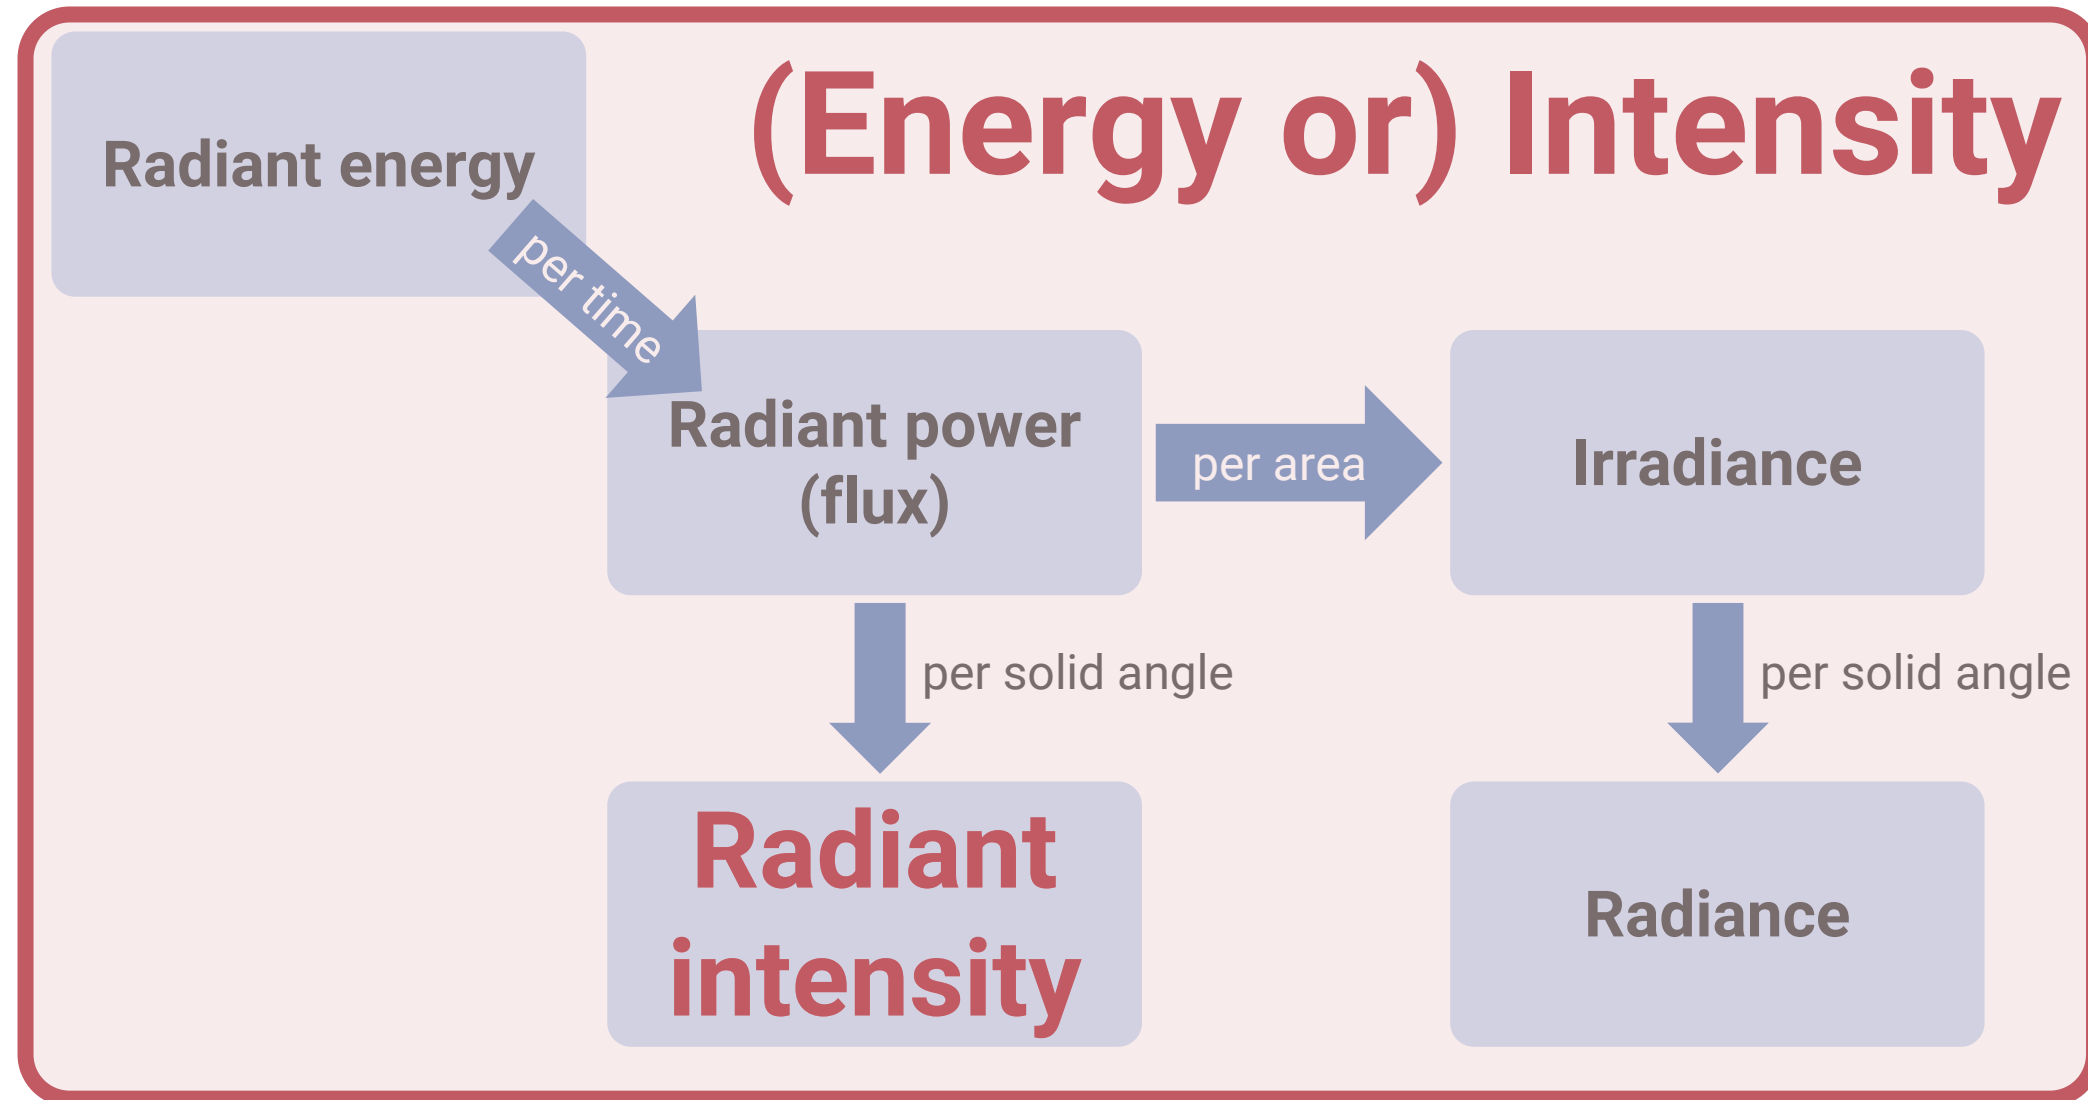 (Energy or) Intensity
Radiant energy
per time
Radiant power
(flux)
per area
Irradiance
per solid angle
per solid angle
Radiant
intensity
Radiance